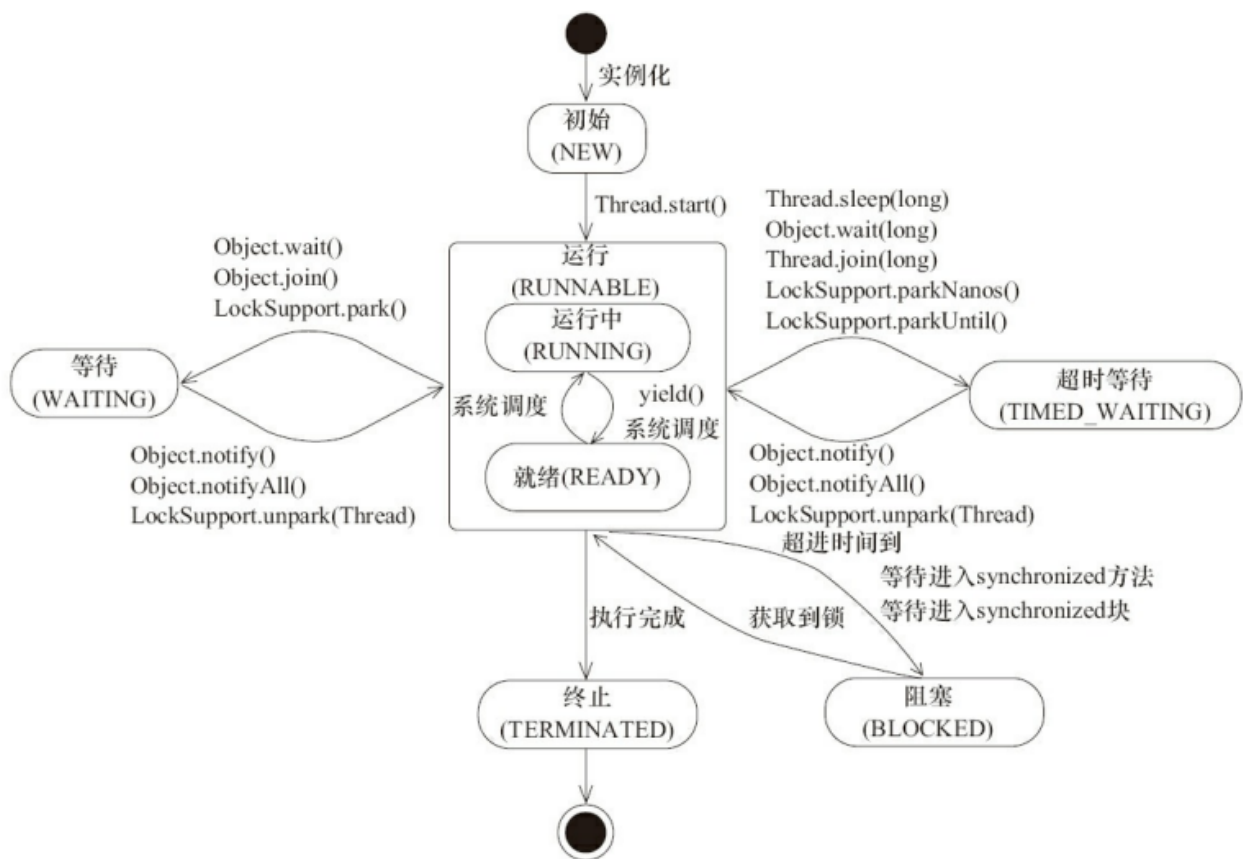 实例化
初始
(NEW)
Thread.start()
Object.wait()
Object.join()
LockSupport.park()
Thread.sleep(long)
Object.wait(long)
Thread.join(long)
LockSupport.parkNanos()
LockSupport.parkUntil()
运行
(RUNNABLE)
运行中
(RUNNING)
等待
(WAITING)
超时等待
(TIMED_WAITING)
系统调度
yield()
系统调度
就绪(READY)
Object.notify()
Object.notifyAll()
LockSupport.unpark(Thread)
Object.notify()
Object.notifyAll()
LockSupport.unpark(Thread)
超进时间到
等待进入synchronized方法
等待进入synchronized块
执行完成
获取到锁
终止
(TERMINATED)
阻塞
(BLOCKED)